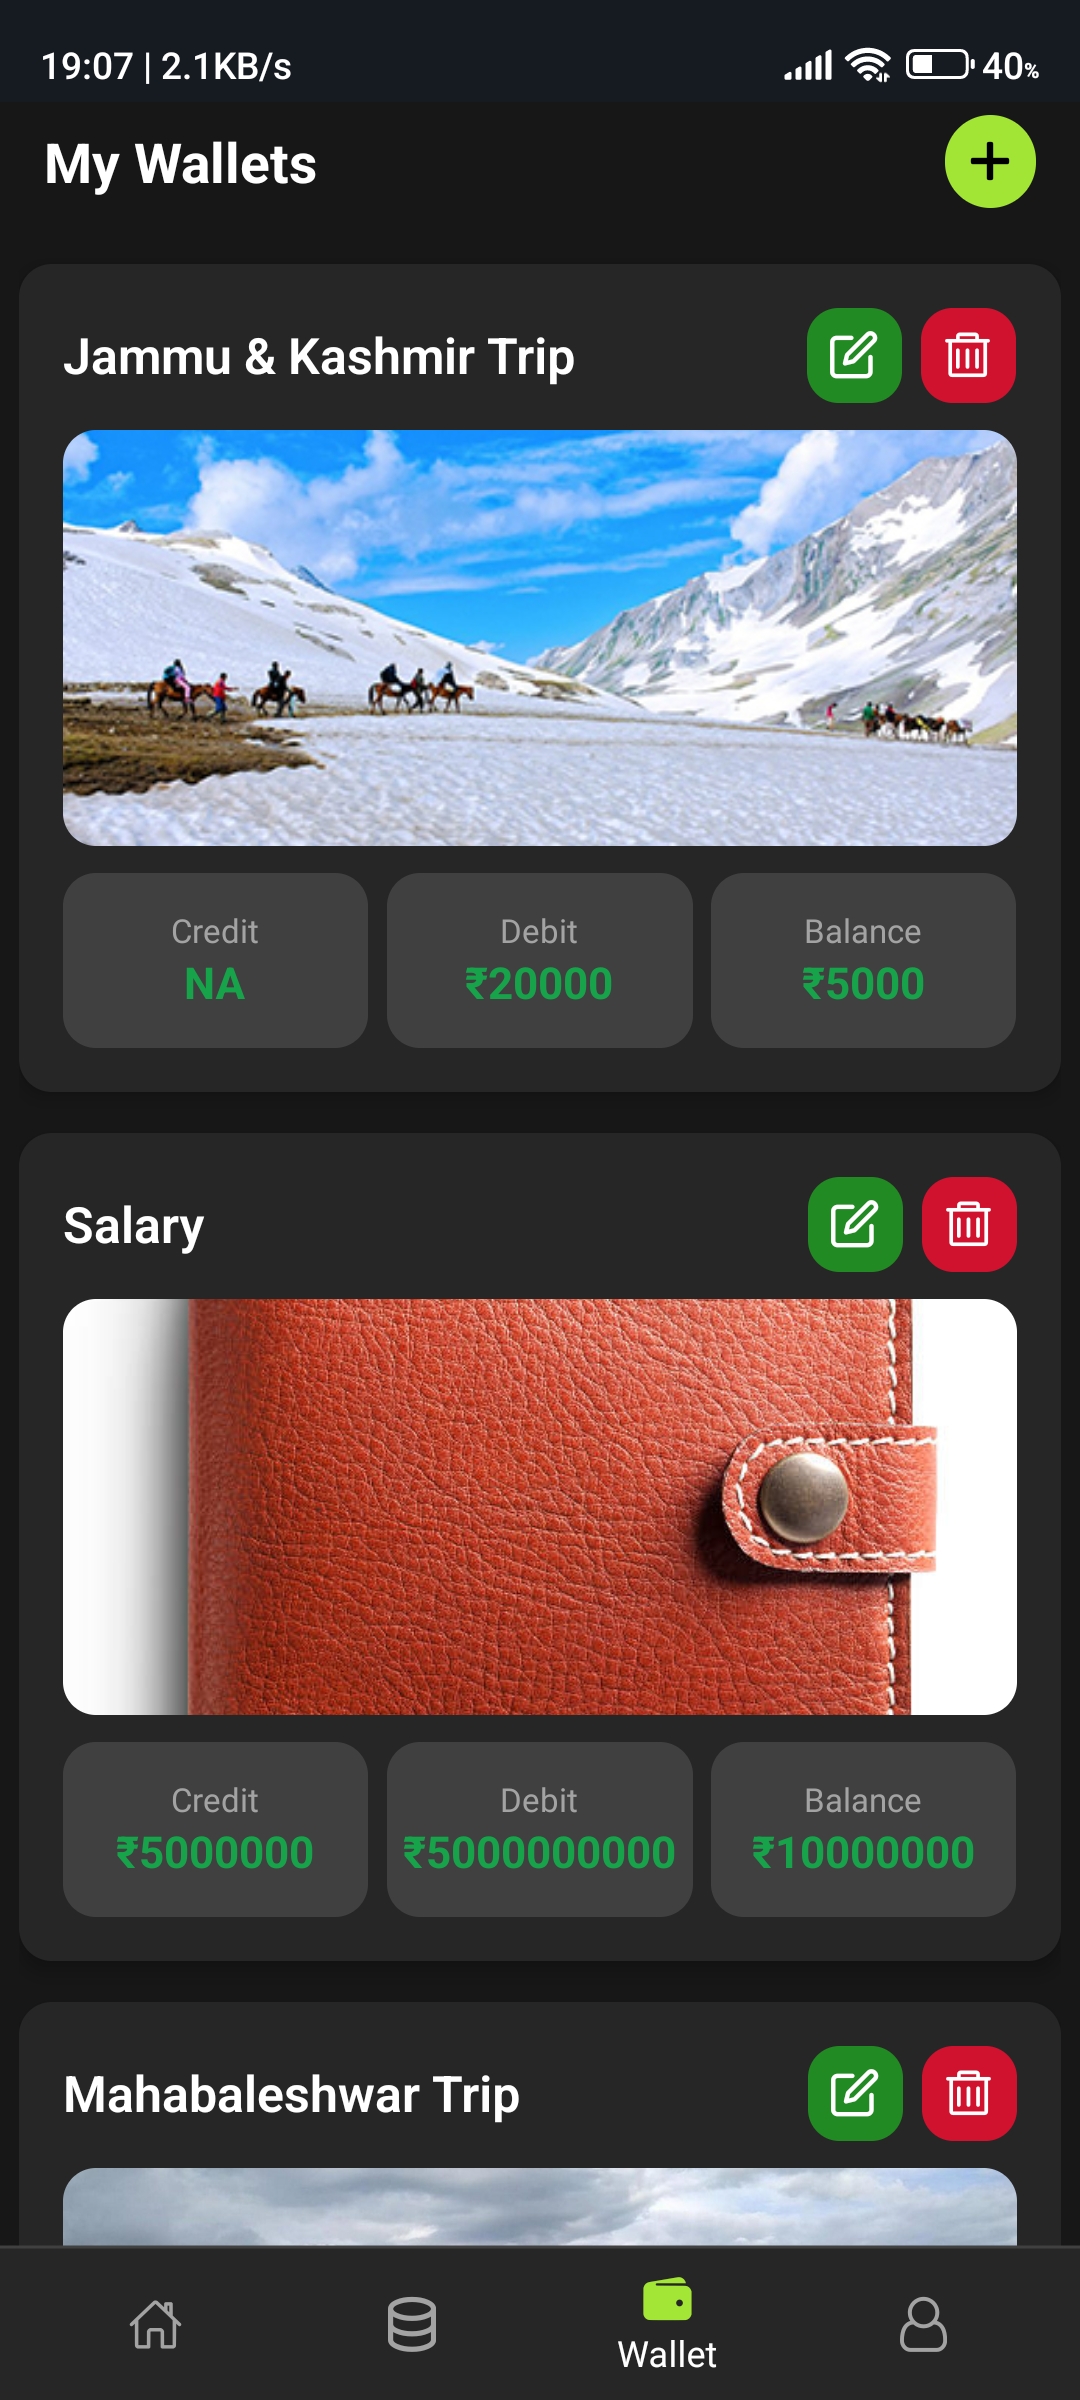 19:07 | 2.1KB/s 40%
My Wallets
Jammu & Kashmir Trip
Credit Debit Balance
NA ₹20000 ₹5000
Salary
Credit Debit Balance
₹5000000 ₹5000000000 ₹10000000
Mahabaleshwar Trip
Wallet